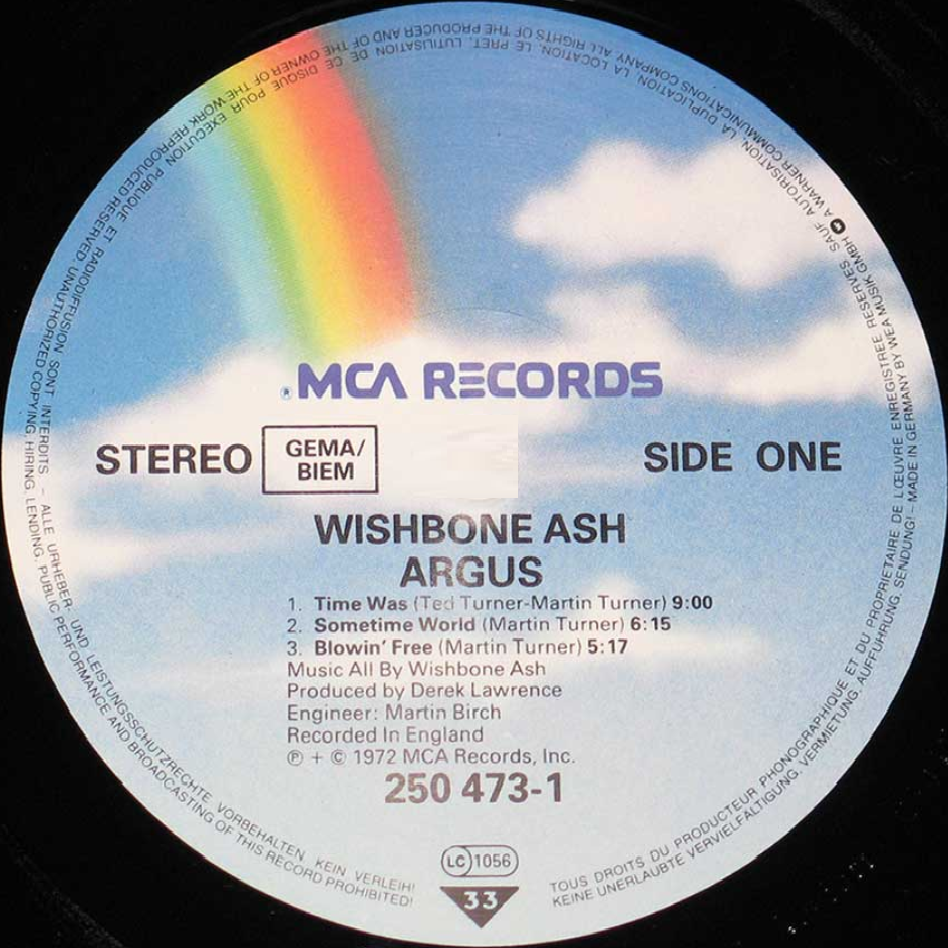 MCA RECORDS
STEREO
GEMA/
BIEM
SIDE ONE
WISHBONE ASH
ARGUS
1. Time Was (Ted Turner-Martin Turner) 9:00
2. Sometime World (Martin Turner) 6:15
3. Blowin' Free (Martin Turner) 5:17
Music All By Wishbone Ash
Produced by Derek Lawrence
Engineer: Martin Birch
Recorded In England
℗ + © 1972 MCA Records, Inc.
250 473-1
LC 1056
33
TOUS DROITS DU PRODUCTEUR PHONOGRAPHIQUE ET DU PROPRIETAIRE DE L'ŒUVRE ENREGISTREE RESERVES. SAUF AUTORISATION, LA DUPLICATION, LA LOCATION, LE PRET, L'UTILISATION DE CE DISQUE POUR EXECUTION PUBLIQUE ET RADIODIFFUSION SONT INTERDITS. – ALLE URHEBER- UND LEISTUNGSSCHUTZRECHTE VORBEHALTEN. KEIN VERLEIH!
KEINE UNERLAUBTE VERVIELFÄLTIGUNG, VERMIETUNG, AUFFÜHRUNG, SENDUNG! – MADE IN GERMANY BY WEA MUSIK GMBH A WARNER COMMUNICATIONS COMPANY. ALL RIGHTS OF THE PRODUCER AND OF THE OWNER OF THE WORK REPRODUCED RESERVED. UNAUTHORIZED COPYING, HIRING, LENDING, PUBLIC PERFORMANCE AND BROADCASTING OF THIS RECORD PROHIBITED!